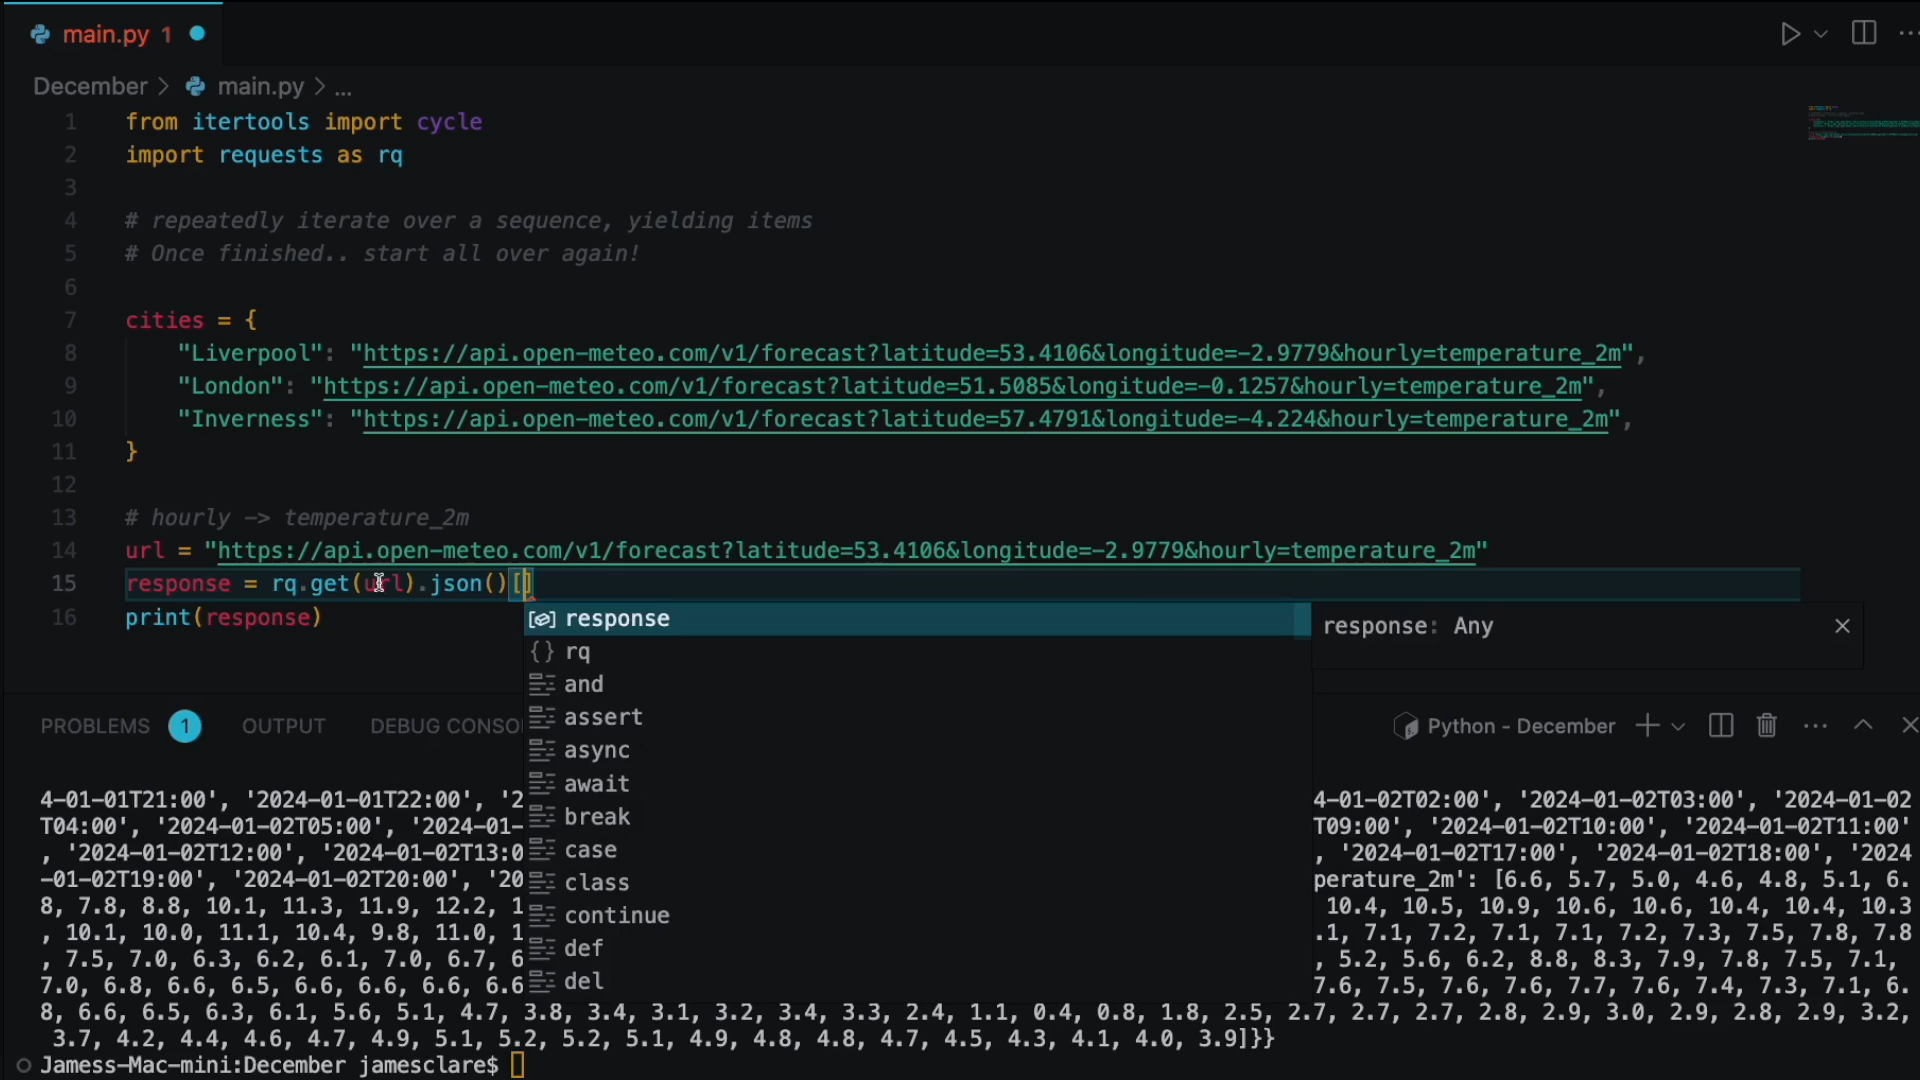 main.py 1
December > main.py > ...
1 from itertools import cycle
2 import requests as rq
3
4 # repeatedly iterate over a sequence, yielding items
5 # Once finished.. start all over again!
6
7 cities = {
8 "Liverpool": "https://api.open-meteo.com/v1/forecast?latitude=53.4106&longitude=-2.9779&hourly=temperature_2m",
9 "London": "https://api.open-meteo.com/v1/forecast?latitude=51.5085&longitude=-0.1257&hourly=temperature_2m",
10 "Inverness": "https://api.open-meteo.com/v1/forecast?latitude=57.4791&longitude=-4.224&hourly=temperature_2m",
11 }
12
13 # hourly -> temperature_2m
14 url = "https://api.open-meteo.com/v1/forecast?latitude=53.4106&longitude=-2.9779&hourly=temperature_2m"
15 response = rq.get(url).json()[]
16 print(response)
response
response: Any
rq
and
assert
async
await
break
case
class
continue
def
del
PROBLEMS 1 OUTPUT DEBUG CONSO
Python - December
4-01-01T21:00', '2024-01-01T22:00', '2 4-01-02T02:00', '2024-01-02T03:00', '2024-01-02
T04:00', '2024-01-02T05:00', '2024-01- T09:00', '2024-01-02T10:00', '2024-01-02T11:00'
, '2024-01-02T12:00', '2024-01-02T13:0 , '2024-01-02T17:00', '2024-01-02T18:00', '2024
-01-02T19:00', '2024-01-02T20:00', '20 perature_2m': [6.6, 5.7, 5.0, 4.6, 4.8, 5.1, 6.
8, 7.8, 8.8, 10.1, 11.3, 11.9, 12.2, 1 10.4, 10.5, 10.9, 10.6, 10.6, 10.4, 10.4, 10.3
, 10.1, 10.0, 11.1, 10.4, 9.8, 11.0, 1 .1, 7.1, 7.2, 7.1, 7.1, 7.2, 7.3, 7.5, 7.8, 7.8
, 7.5, 7.0, 6.3, 6.2, 6.1, 7.0, 6.7, 6 , 5.2, 5.6, 6.2, 8.8, 8.3, 7.9, 7.8, 7.5, 7.1,
7.0, 6.8, 6.6, 6.5, 6.6, 6.6, 6.6, 6.6 7.6, 7.5, 7.6, 7.6, 7.7, 7.6, 7.4, 7.3, 7.1, 6.
8, 6.6, 6.5, 6.3, 6.1, 5.6, 5.1, 4.7, 3.8, 3.4, 3.1, 3.2, 3.4, 3.3, 2.4, 1.1, 0.4, 0.8, 1.8, 2.5, 2.7, 2.7, 2.7, 2.8, 2.9, 3.0, 2.9, 2.8, 2.9, 3.2,
3.7, 4.2, 4.4, 4.6, 4.7, 4.9, 5.1, 5.2, 5.2, 5.1, 4.9, 4.8, 4.8, 4.7, 4.5, 4.3, 4.1, 4.0, 3.9]}}
Jamess-Mac-mini:December jamesclare$